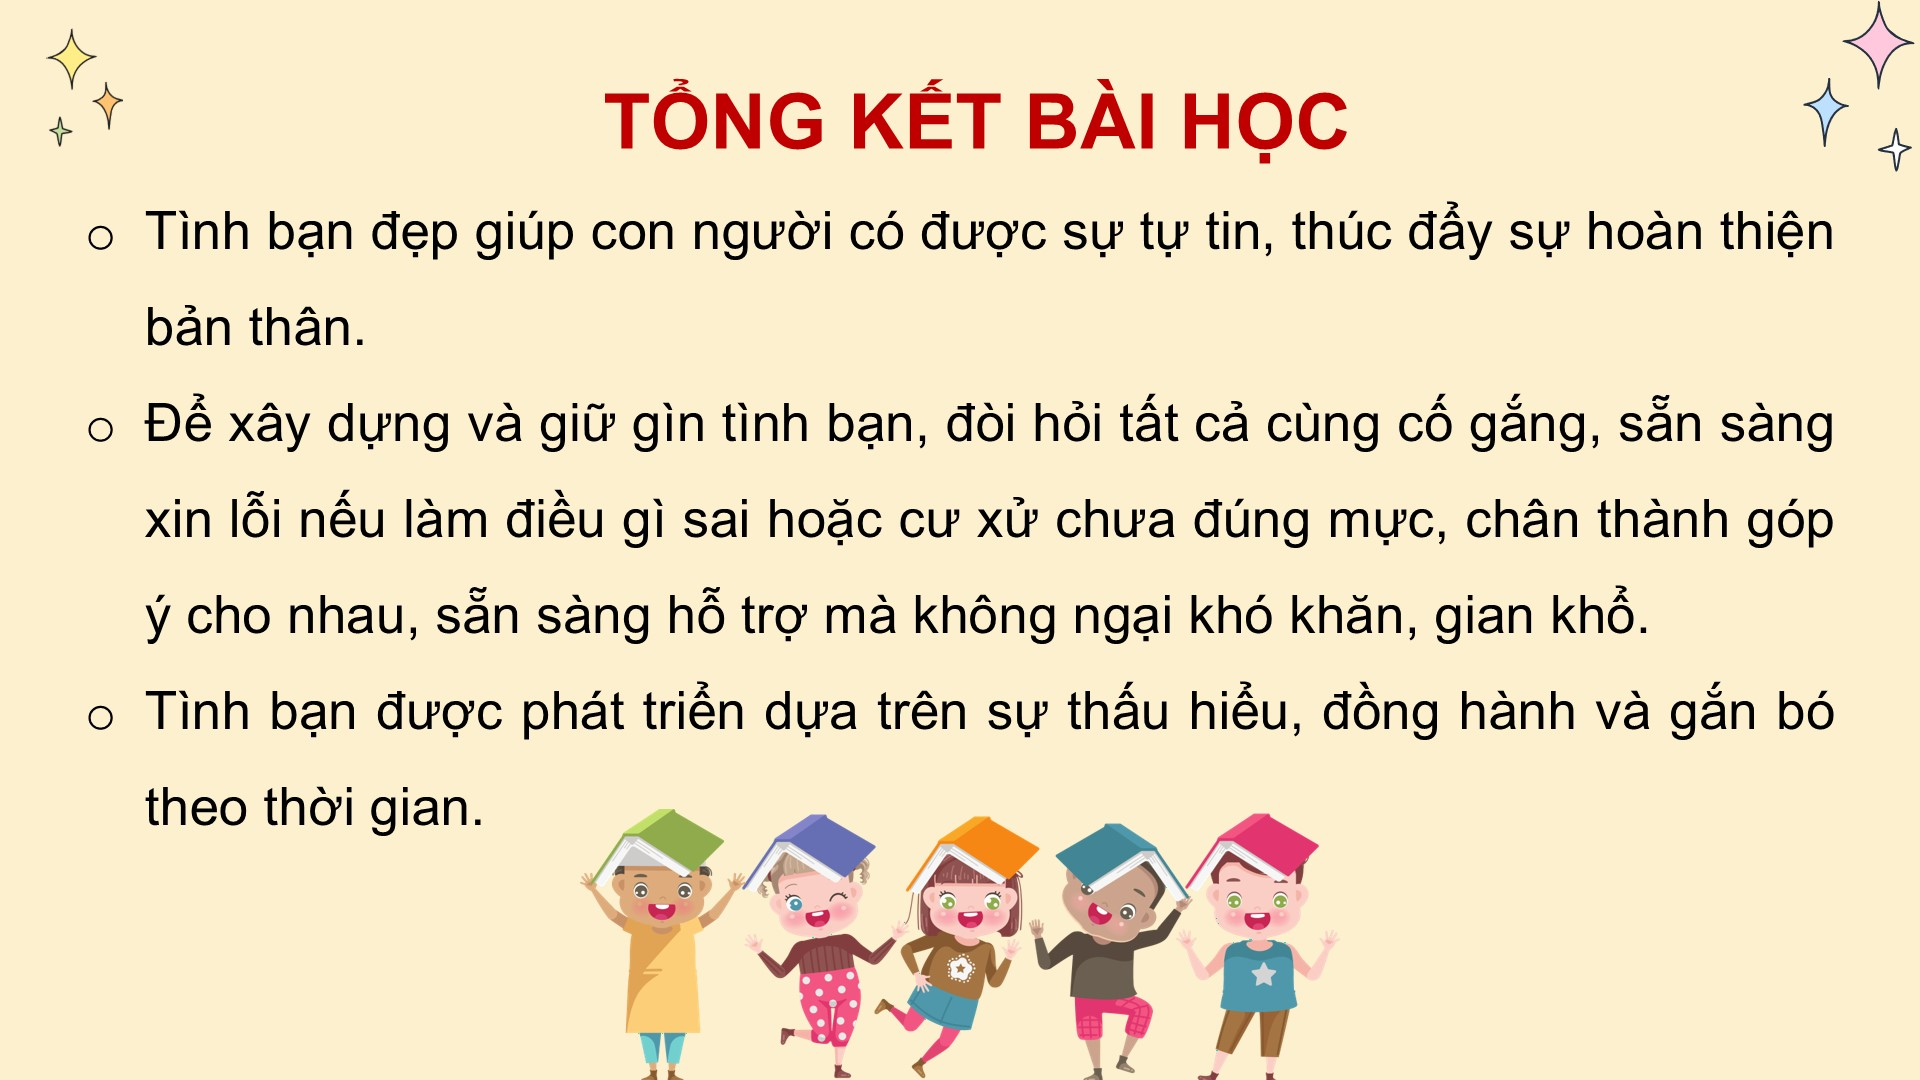 TỔNG KẾT BÀI HỌC
o Tình bạn đẹp giúp con người có được sự tự tin, thúc đẩy sự hoàn thiện
bản thân.
o Để xây dựng và giữ gìn tình bạn, đòi hỏi tất cả cùng cố gắng, sẵn sàng
xin lỗi nếu làm điều gì sai hoặc cư xử chưa đúng mực, chân thành góp
ý cho nhau, sẵn sàng hỗ trợ mà không ngại khó khăn, gian khổ.
o Tình bạn được phát triển dựa trên sự thấu hiểu, đồng hành và gắn bó
theo thời gian.